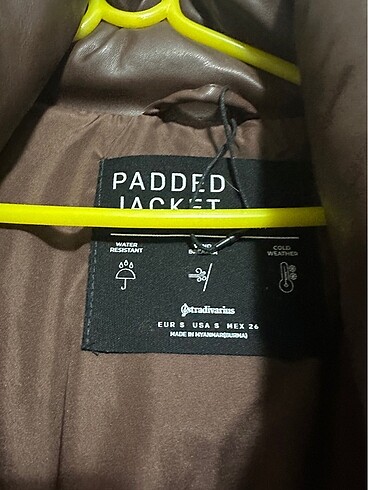 PADDED
JACKET
WATER
RESISTANT
COLD
WEATHER
stradivarius
EUR S USA S MEX 26
MADE IN MYANMAR(BURMA)